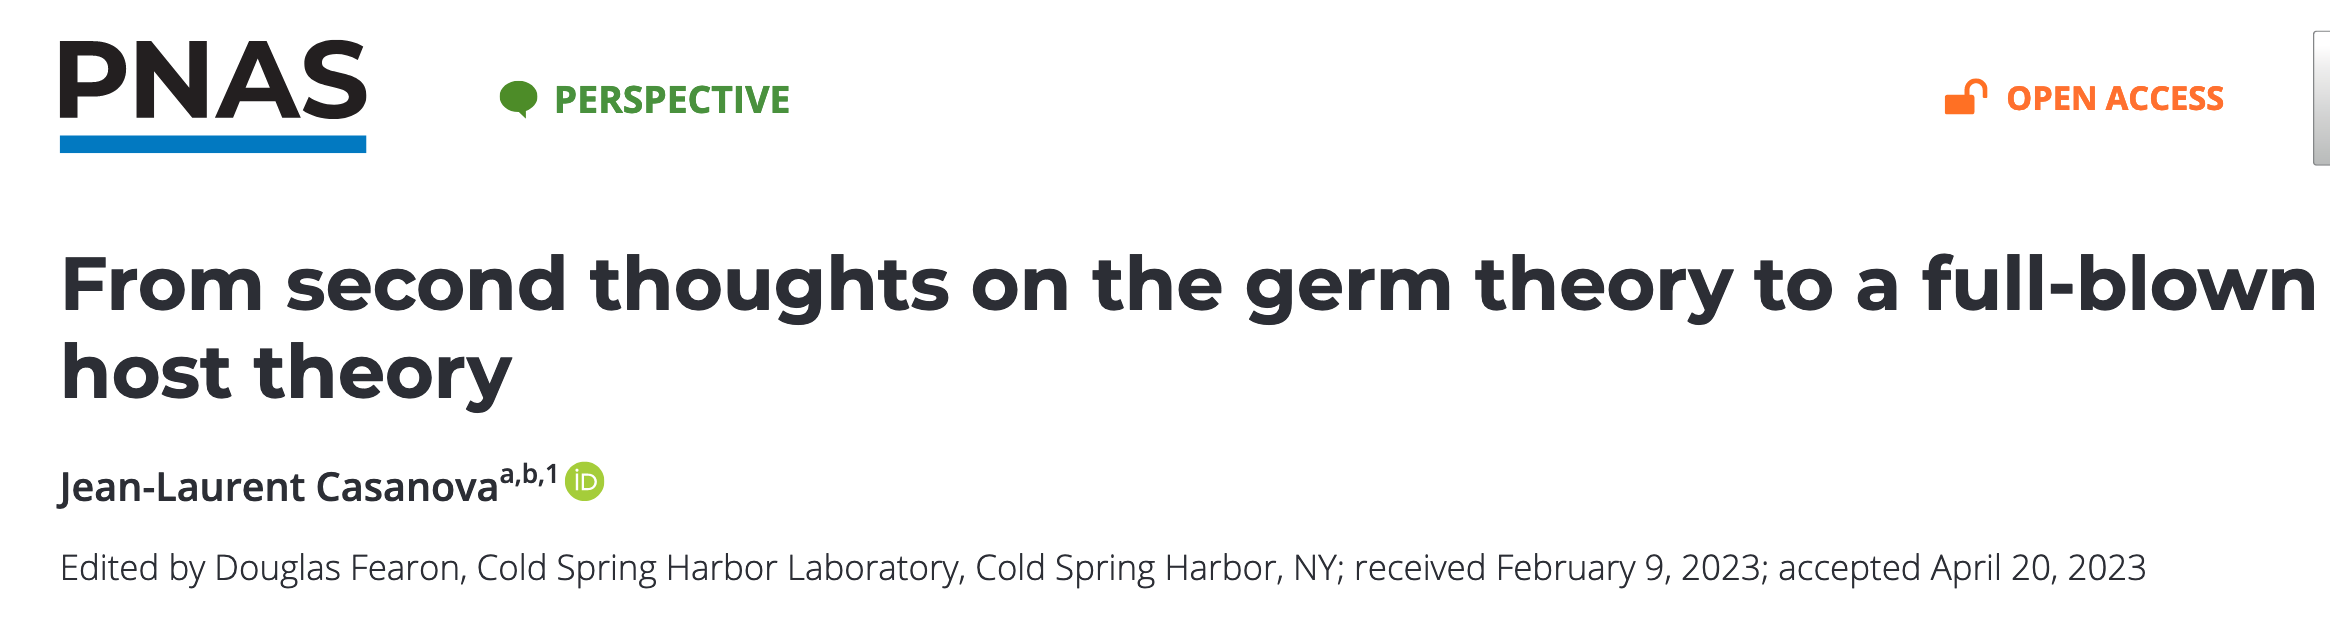 PNAS
PERSPECTIVE
OPEN ACCESS
From second thoughts on the germ theory to a full-blown
host theory
Jean-Laurent Casanovaa,b,1 iD
Edited by Douglas Fearon, Cold Spring Harbor Laboratory, Cold Spring Harbor, NY; received February 9, 2023; accepted April 20, 2023